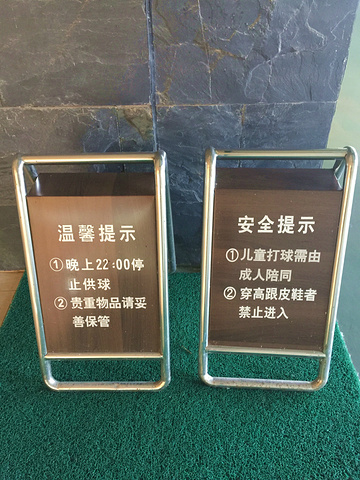 温馨提示
①晚上22:00停
止供球
②贵重物品请妥
善保管
安全提示
①儿童打球需由
成人陪同
②穿高跟皮鞋者
禁止进入